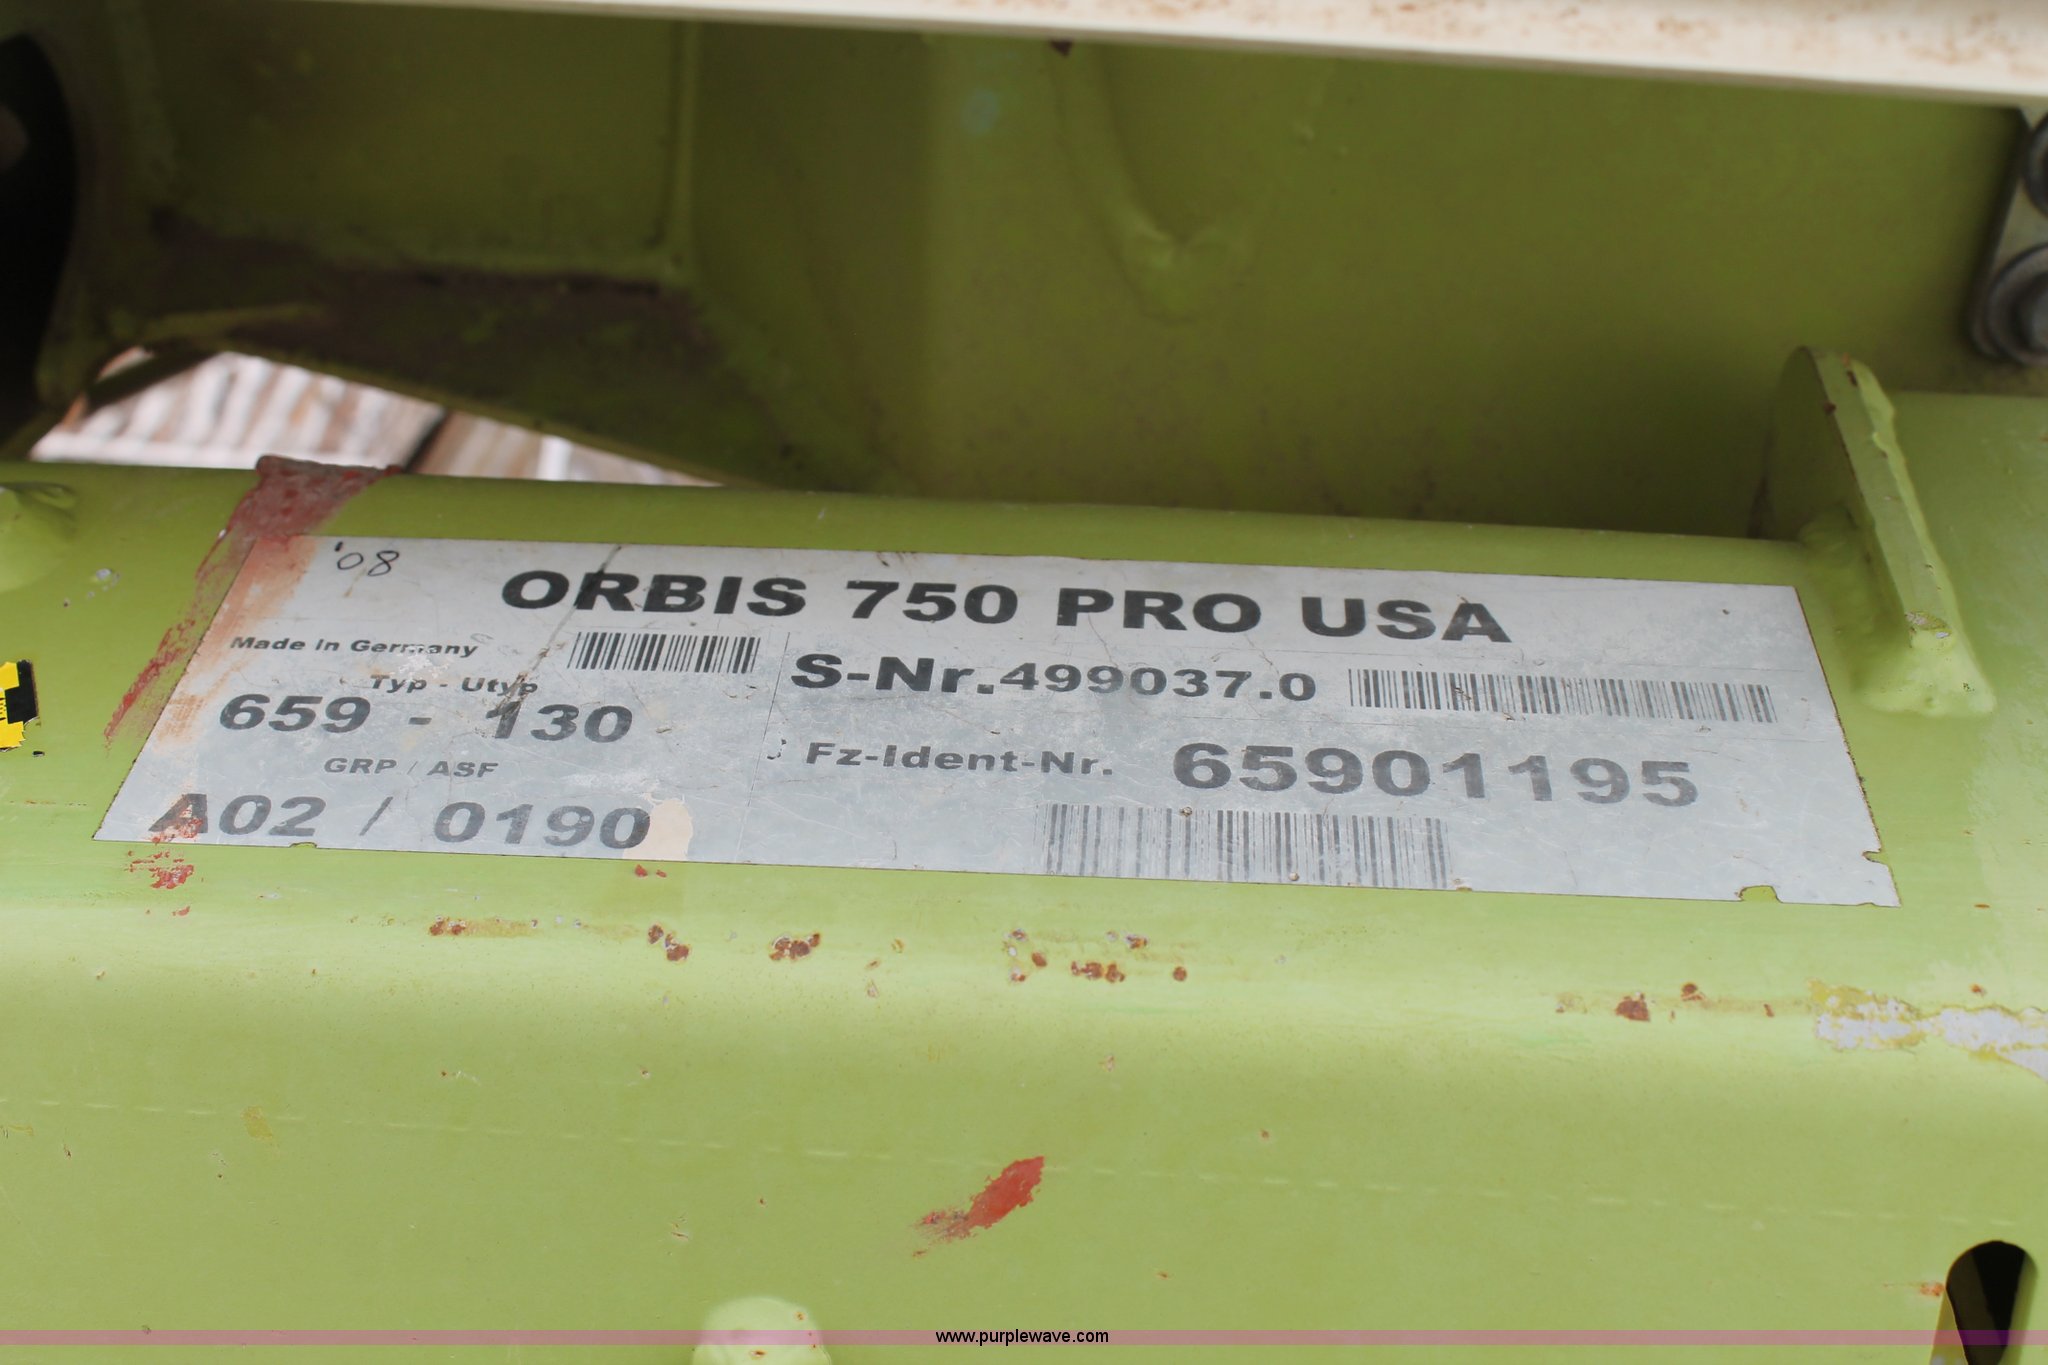 '08
ORBIS 750 PRO USA
Made in Germany
S-Nr.499037.0
Typ - Utyp
659 - 130
Fz-Ident-Nr. 65901195
GRP / ASF
A02 / 0190
www.purplewave.com